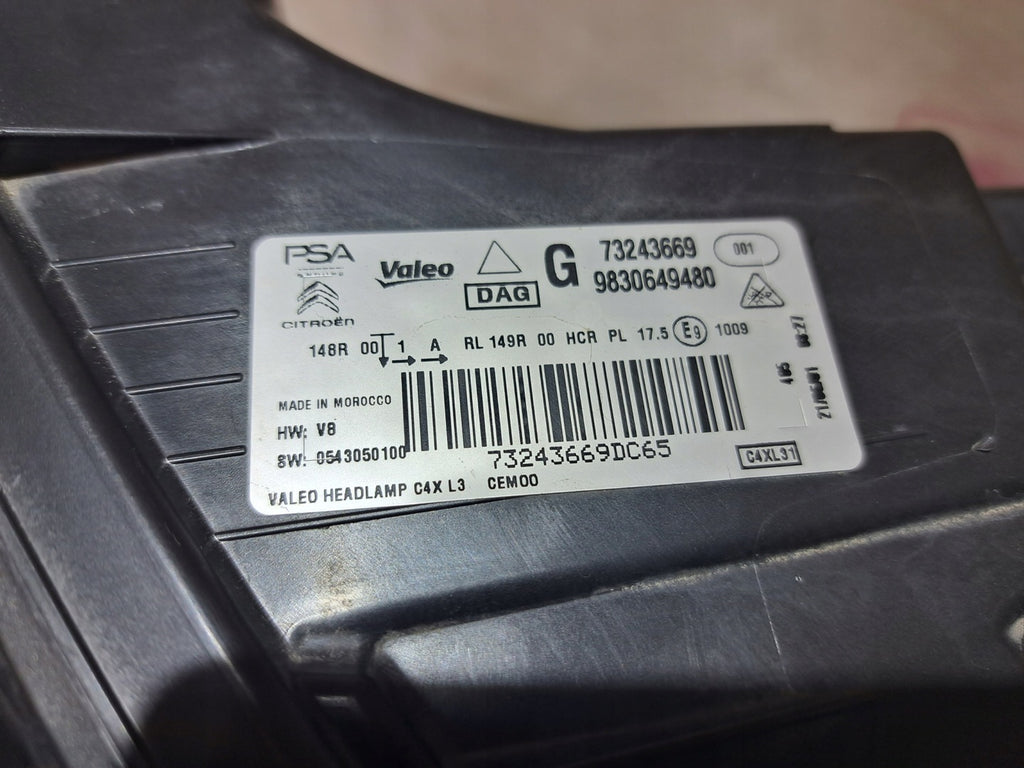 PSA
CITROËN
Valeo
DAG
G
73243669
9830649480
001
148R 00 1 A RL 149R 00 HCR PL 17.5 E9 1009
MADE IN MOROCCO
HW: V8
SW: 0543050100
73243669DC65
C4XL31
VALEO HEADLAMP C4X L3 CEM00